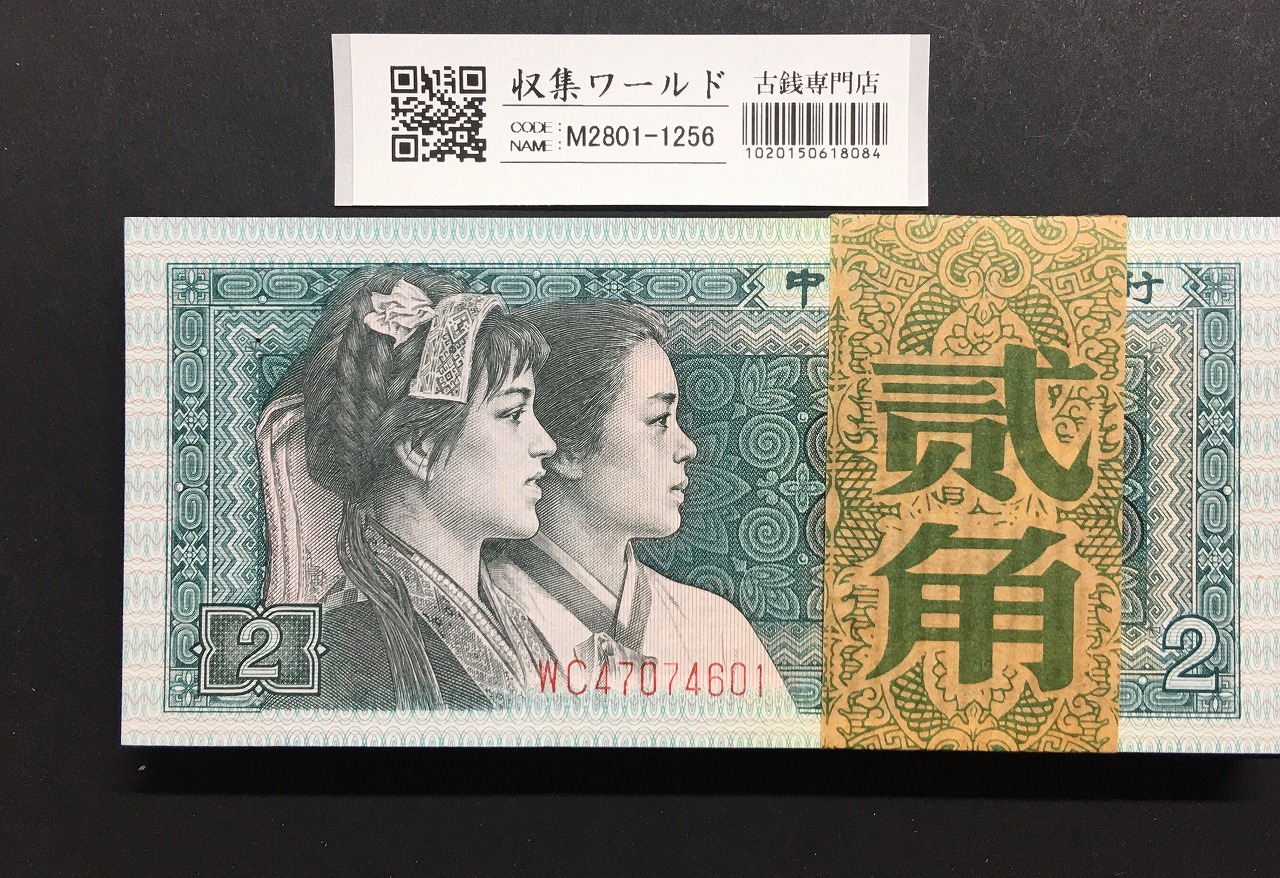 収集ワールド
古銭専門店
CODE:
NAME:
M2801-1256
1020150618084
中
行
贰
角
2
2
WC47074601